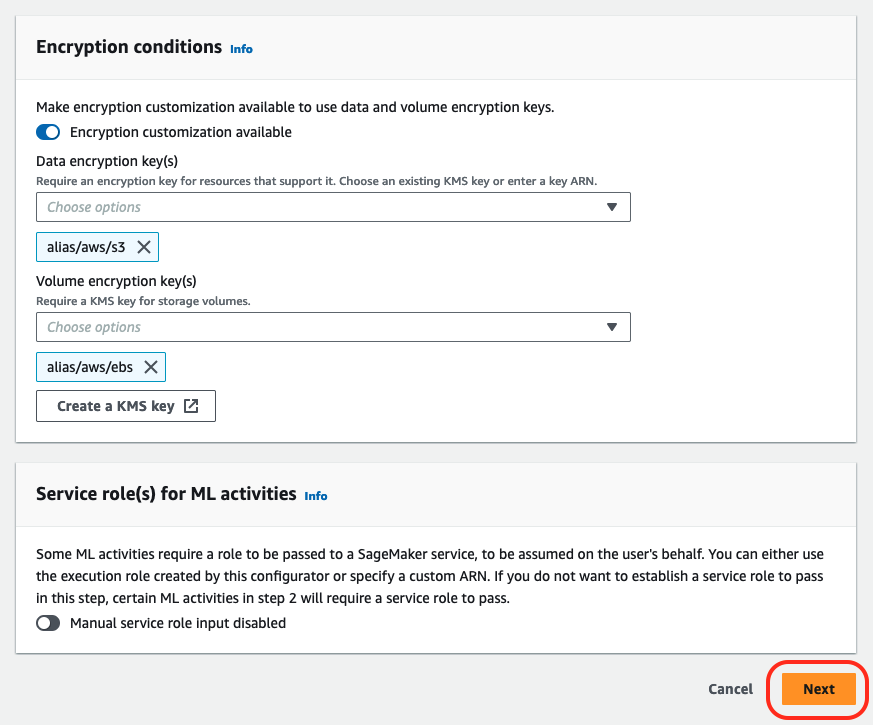 Encryption conditions Info
Make encryption customization available to use data and volume encryption keys.
Encryption customization available
Data encryption key(s)
Require an encryption key for resources that support it. Choose an existing KMS key or enter a key ARN.
Choose options
alias/aws/s3
Volume encryption key(s)
Require a KMS key for storage volumes.
Choose options
alias/aws/ebs
Create a KMS key
Service role(s) for ML activities Info
Some ML activities require a role to be passed to a SageMaker service, to be assumed on the user's behalf. You can either use
the execution role created by this configurator or specify a custom ARN. If you do not want to establish a service role to pass
in this step, certain ML activities in step 2 will require a service role to pass.
Manual service role input disabled
Cancel Next